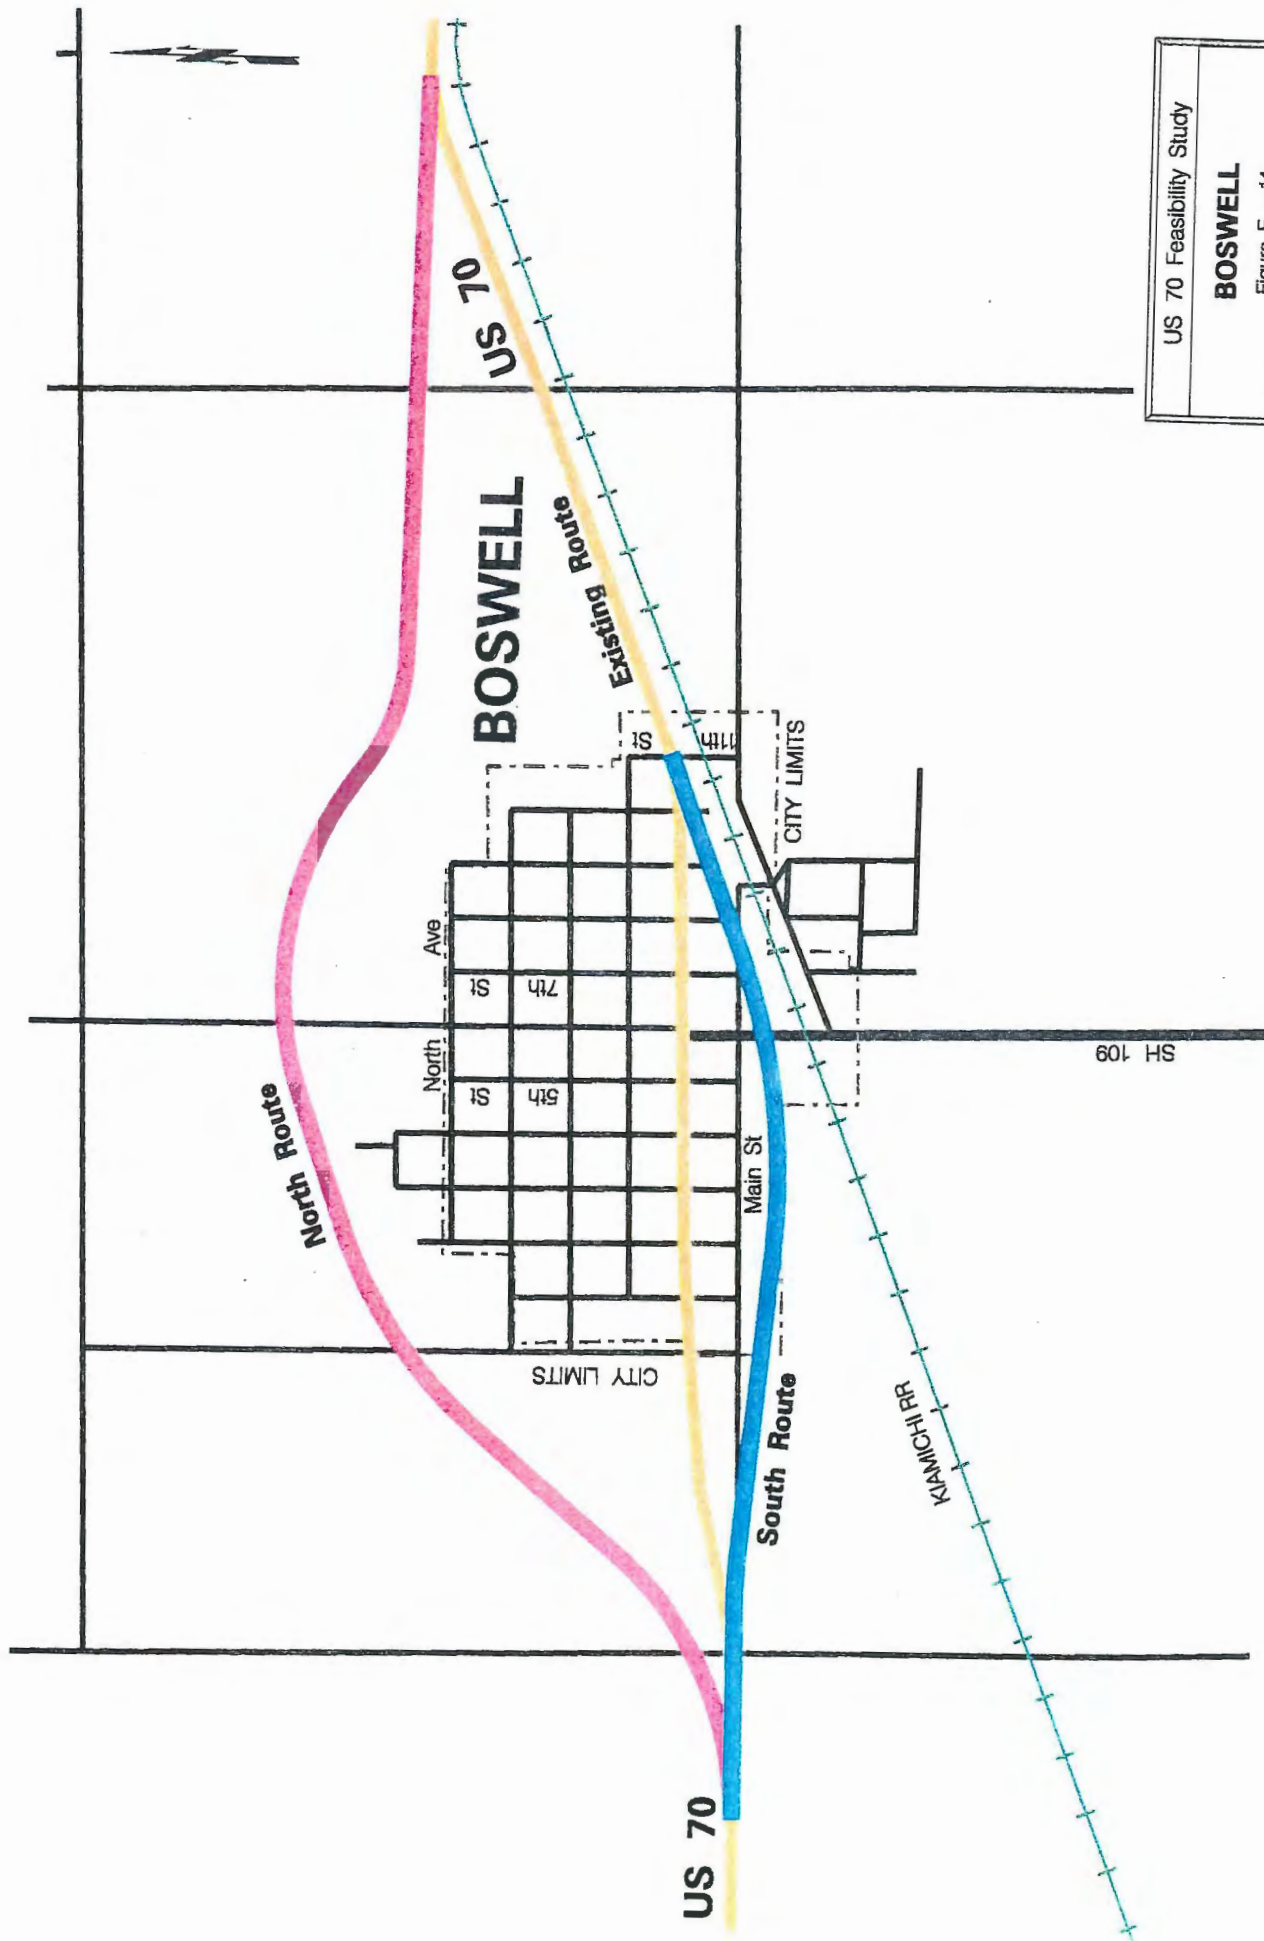 US 70 Feasibility Study
BOSWELL
US 70
Existing Route
BOSWELL
North Route
North Ave
7th St
5th St
11th St
CITY LIMITS
CITY LIMITS
Main St
South Route
SH 109
KIAMICHI RR
US 70